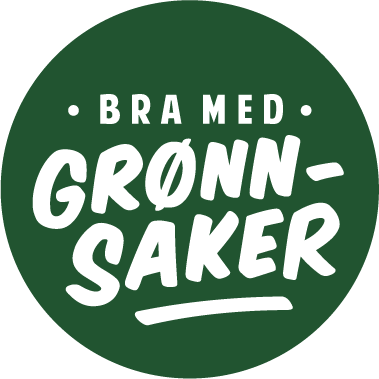 • BRA MED •
GRØNN-
SAKER